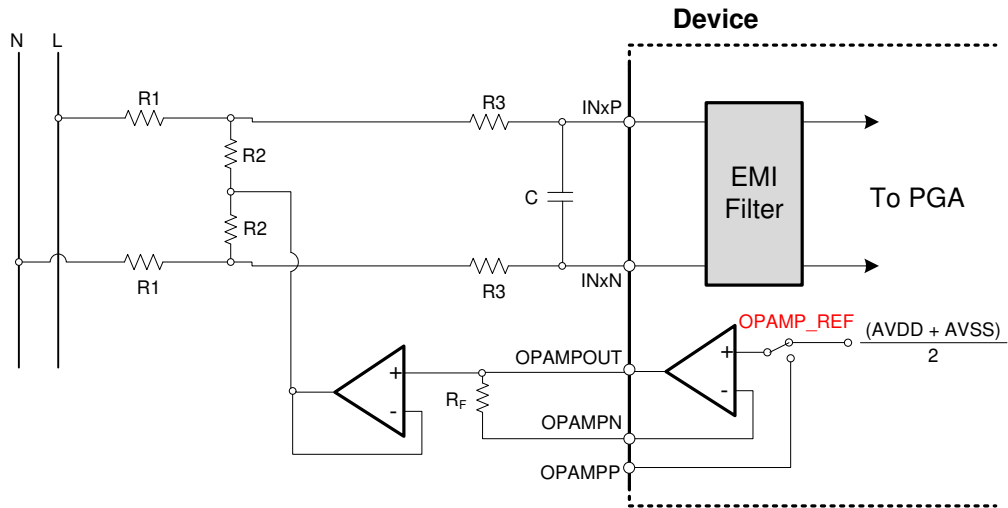 Device
N L
R1
R3
INxP
R2
EMI
Filter
To PGA
C
R2
R1
R3
INxN
OPAMP_REF
(AVDD + AVSS)
2
OPAMPOUT
+
-
+
-
RF
OPAMPN
OPAMPP